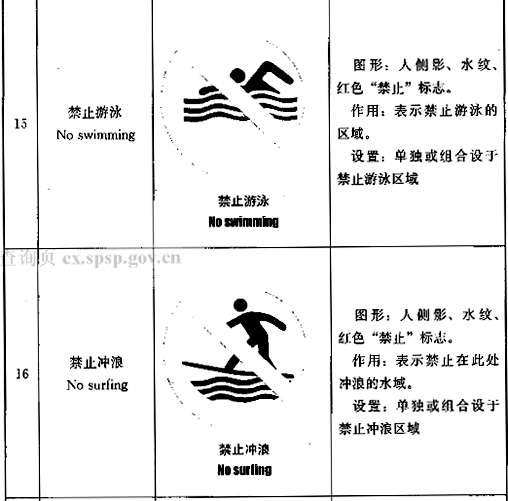 15
禁止游泳
No swimming
禁止游泳
No swimming
图形：人侧影、水纹、
红色“禁止”标志。
作用：表示禁止游泳的
区域。
设置：单独或组合设于
禁止游泳区域
查询页 cx.spsp.gov.cn
16
禁止冲浪
No surfing
禁止冲浪
No surfing
图形：人侧影、水纹、
红色“禁止”标志。
作用：表示禁止在此处
冲浪的水域。
设置：单独或组合设于
禁止冲浪区域